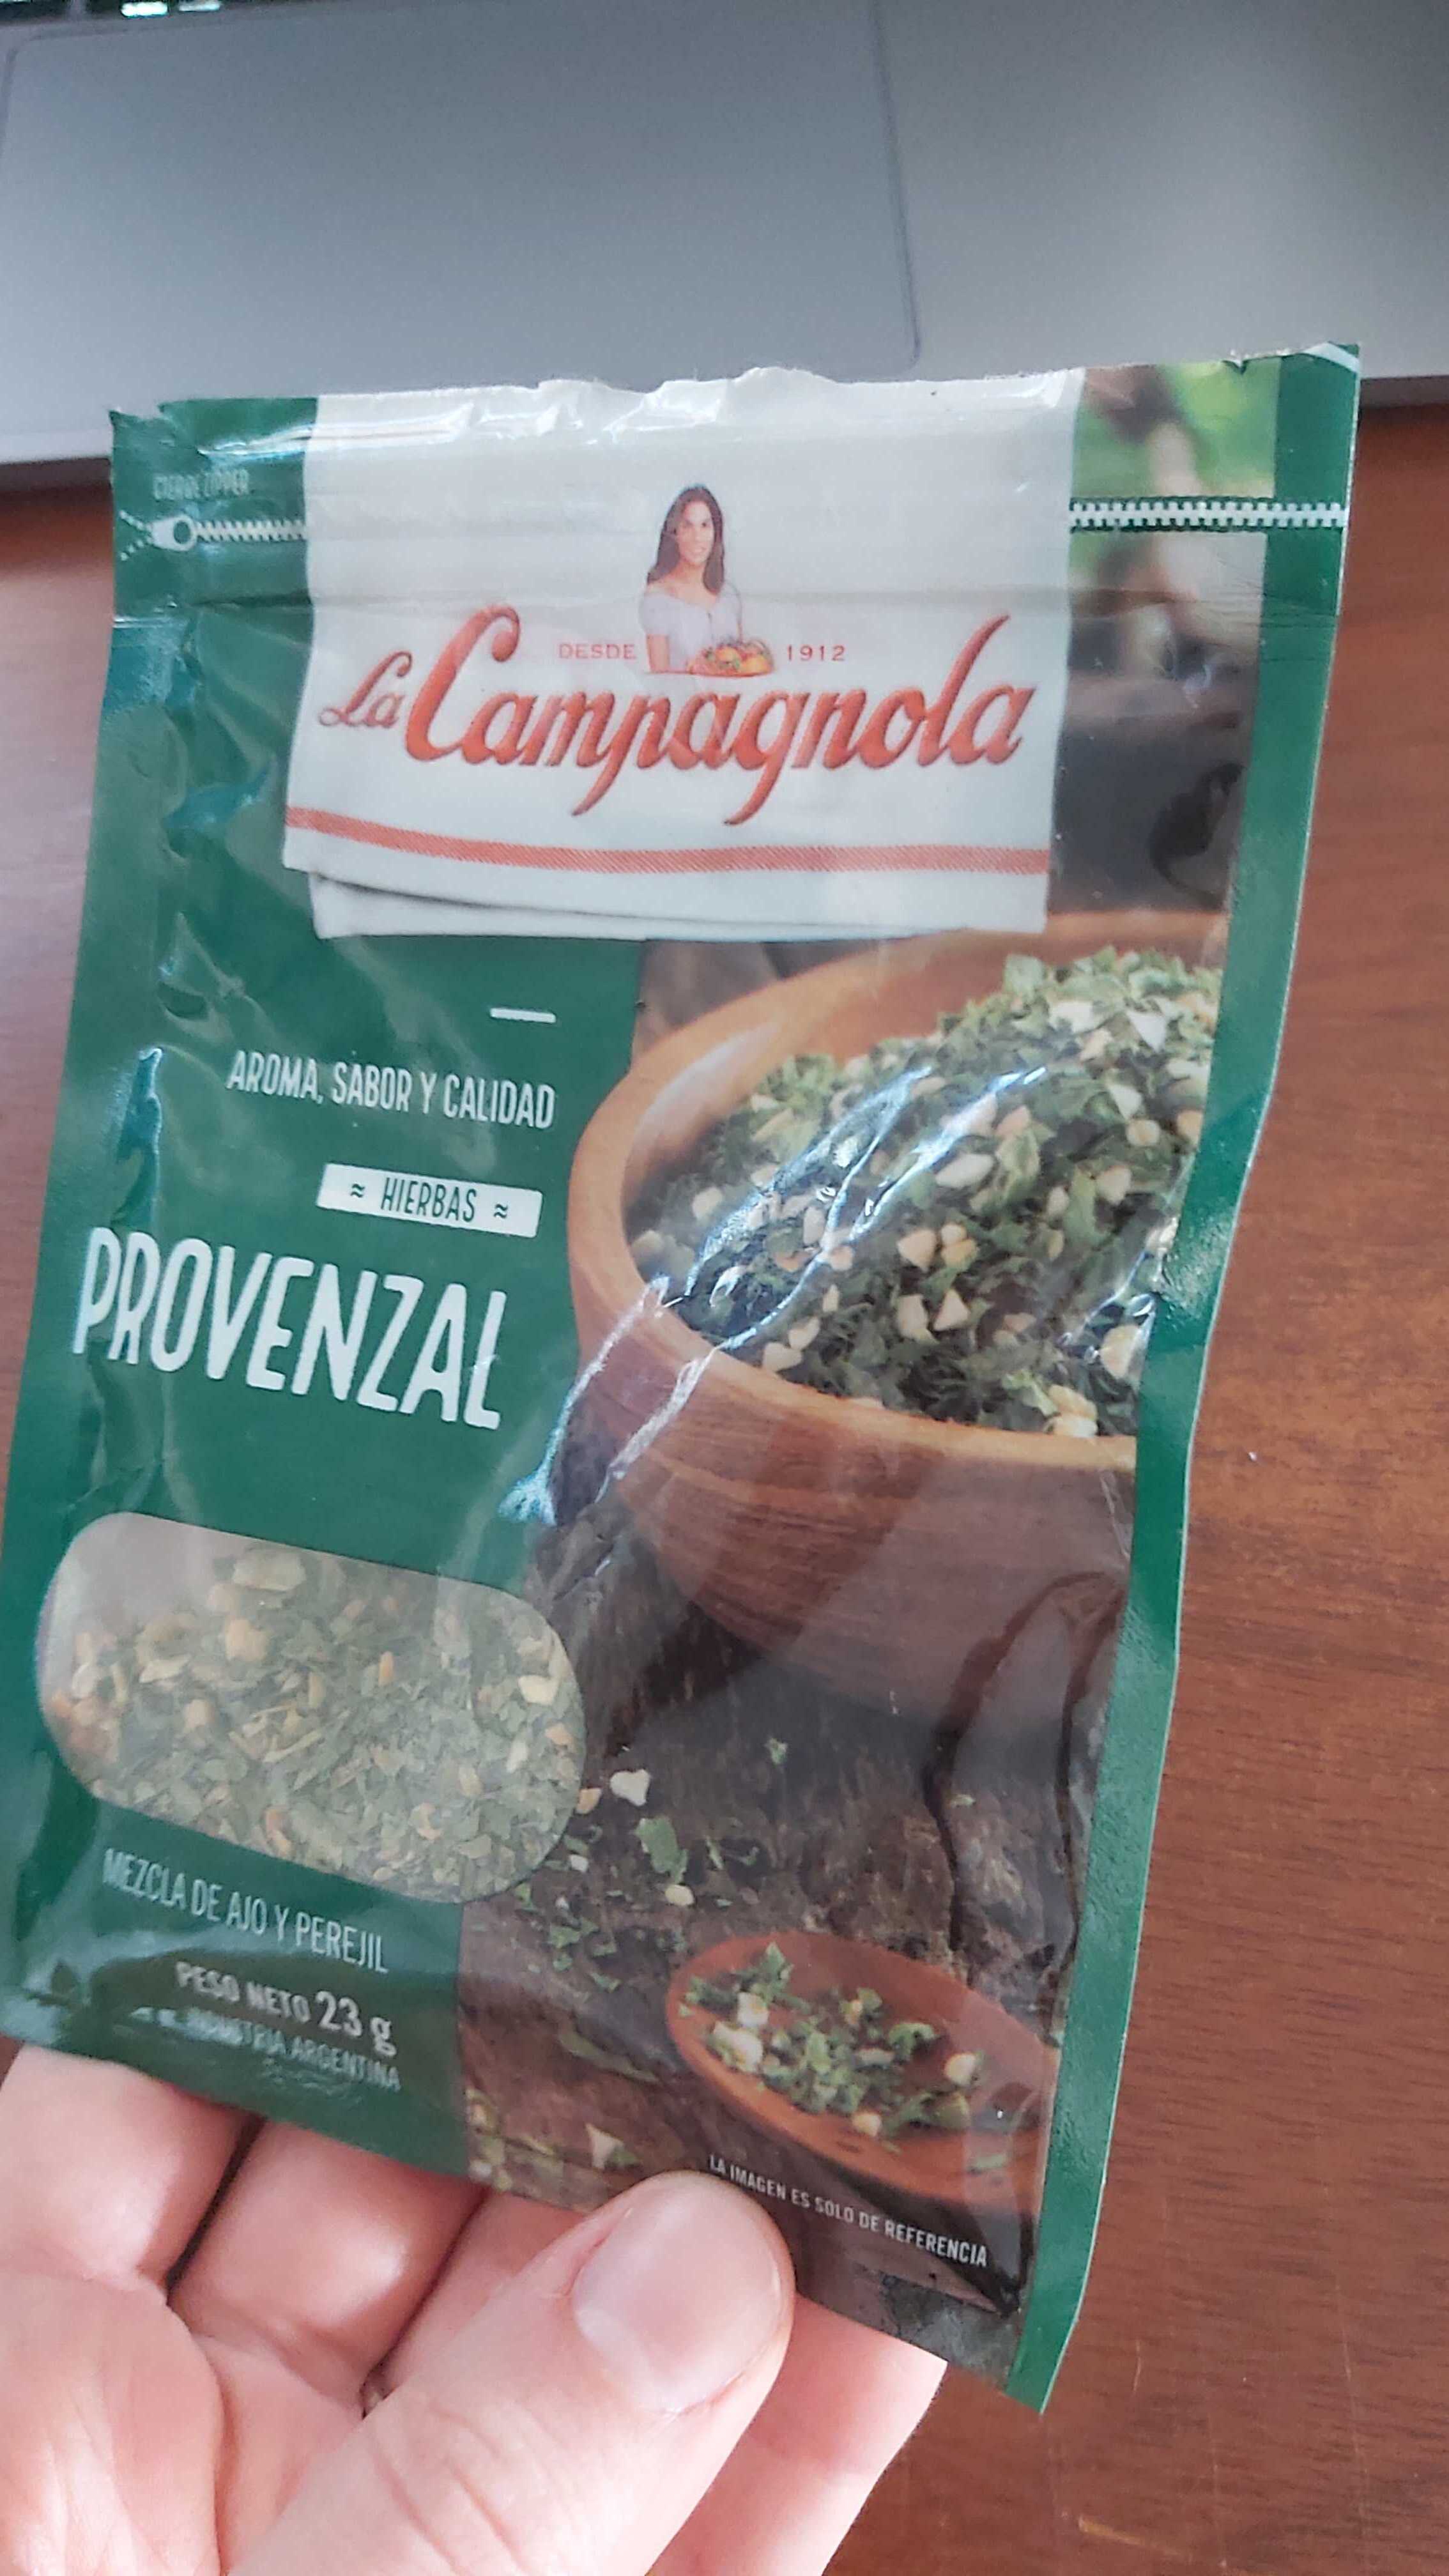 CIERRE ZIPPER
DESDE 1912
La Campagnola
AROMA, SABOR Y CALIDAD
≈ HIERBAS ≈
PROVENZAL
MEZCLA DE AJO Y PEREJIL
PESO NETO 23 g
INDUSTRIA ARGENTINA
LA IMAGEN ES SOLO DE REFERENCIA